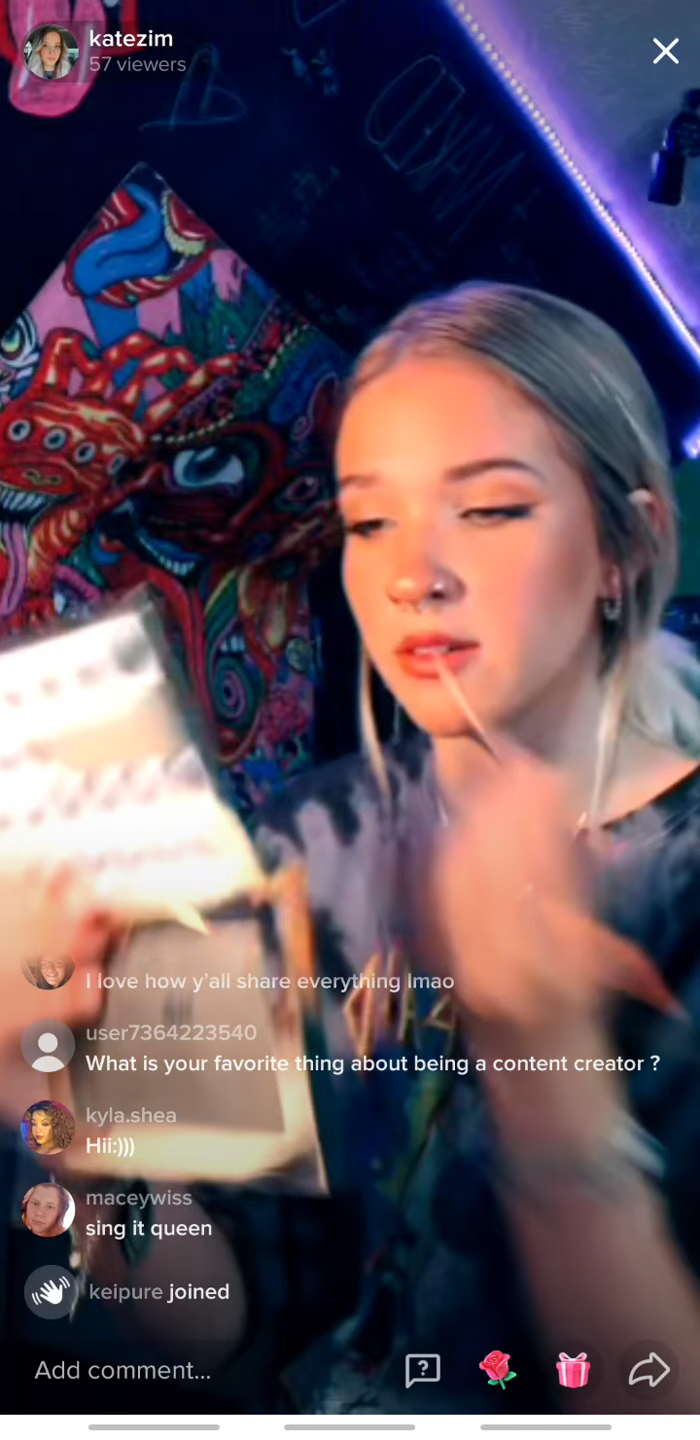 katezim
57 viewers
I love how y'all share everything lmao
user7364223540
What is your favorite thing about being a content creator ?
kyla.shea
Hii:)))
maceywiss
sing it queen
keipure joined
Add comment...